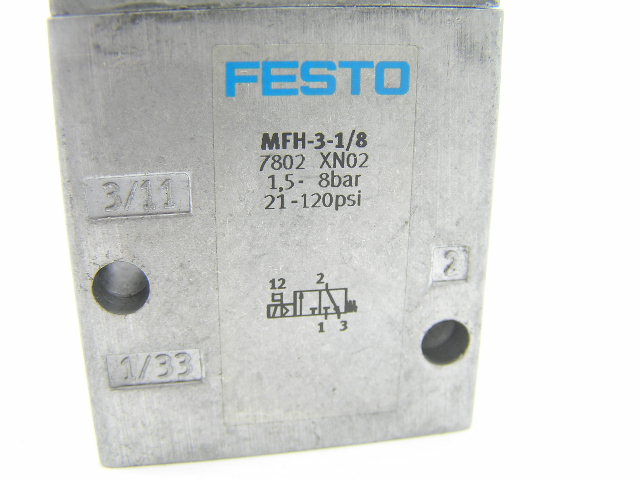 FESTO
MFH-3-1/8
7802 XN02
1,5- 8bar
21-120psi
3/11
2
12 2
1 3
1/33